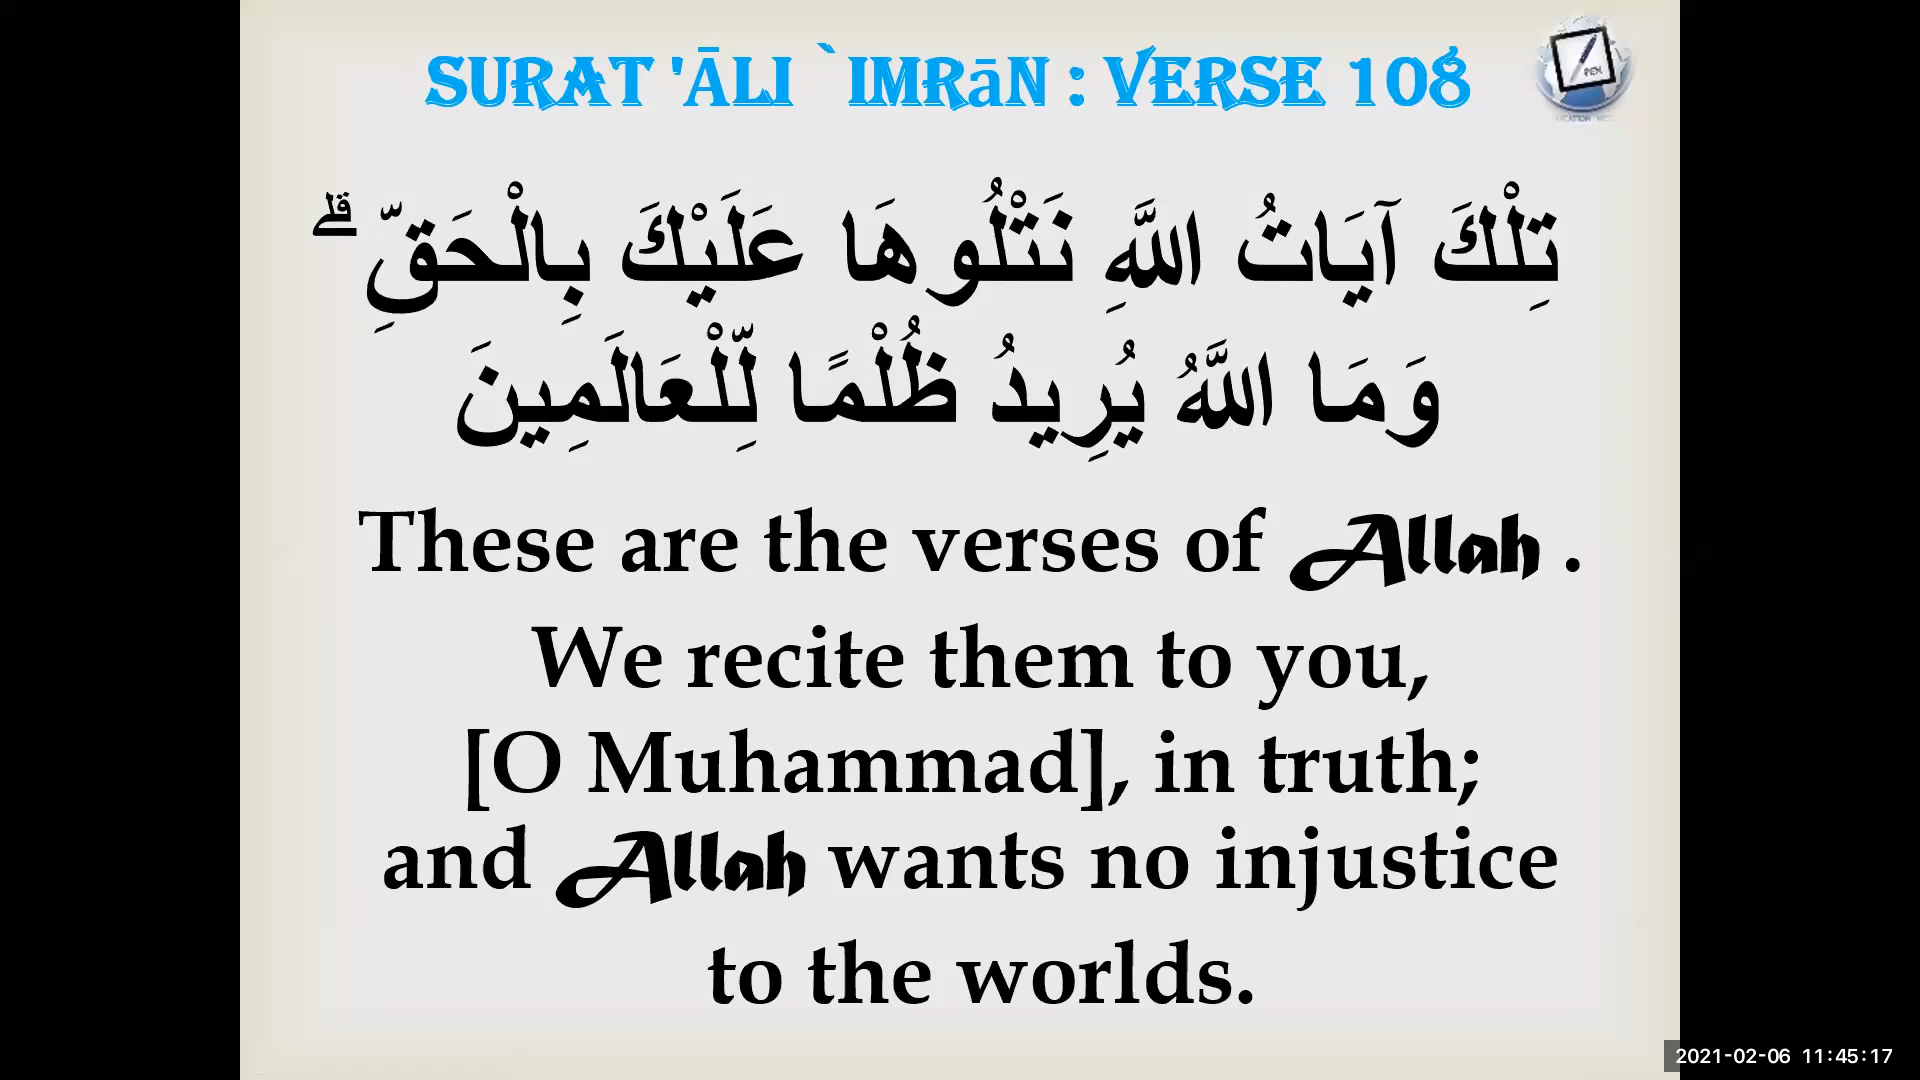 SURAT 'ĀLI `IMRāN : VERSE 108
PEN
تِلْكَ آيَاتُ اللَّهِ نَتْلُوهَا عَلَيْكَ بِالْحَقِّ ۗ
وَمَا اللَّهُ يُرِيدُ ظُلْمًا لِّلْعَالَمِينَ
These are the verses of Allah .
We recite them to you,
[O Muhammad], in truth;
and Allah wants no injustice
to the worlds.
2021-02-06 11:45:17